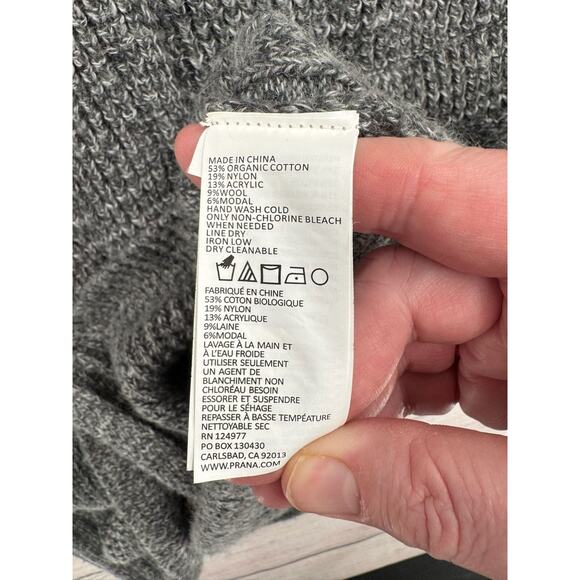 MADE IN CHINA
53% ORGANIC COTTON
19% NYLON
13% ACRYLIC
9%WOOL
6%MODAL
HAND WASH COLD
ONLY NON-CHLORINE BLEACH
WHEN NEEDED
LINE DRY
IRON LOW
DRY CLEANABLE
FABRIQUÉ EN CHINE
53% COTON BIOLOGIQUE
19% NYLON
13% ACRYLIQUE
9%LAINE
6%MODAL
LAVAGE À LA MAIN ET
À L'EAU FROIDE
UTILISER SEULEMENT
UN AGENT DE
BLANCHIMENT NON
CHLORÉAU BESOIN
ESSORER ET SUSPENDRE
POUR LE SÉHAGE
REPASSER À BASSE TEMPÉATURE
NETTOYABLE SEC
RN 124977
PO BOX 130430
CARLSBAD, CA 92013
WWW.PRANA.COM